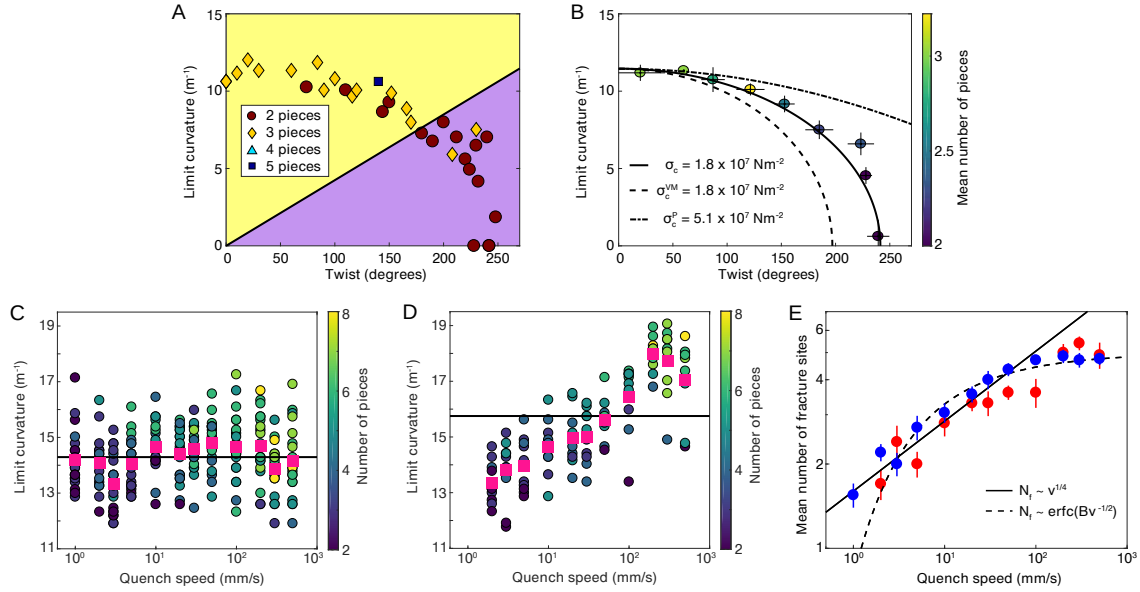 A
15
10
5
0
Limit curvature (m⁻¹)
2 pieces
3 pieces
4 pieces
5 pieces
0
50
100
150
200
250
Twist (degrees)
B
15
10
5
0
Limit curvature (m⁻¹)
σc = 1.8 x 10⁷ Nm⁻²
σcVM = 1.8 x 10⁷ Nm⁻²
σcP = 5.1 x 10⁷ Nm⁻²
0
50
100
150
200
250
Twist (degrees)
3
2
Mean number of pieces
C
19
17
15
13
11
Limit curvature (m⁻¹)
10⁰
10¹
10²
10³
Quench speed (mm/s)
8
6
4
2
Number of pieces
D
19
17
15
13
11
Limit curvature (m⁻¹)
10⁰
10¹
10²
10³
Quench speed (mm/s)
8
6
4
2
Number of pieces
E
6
4
2
1
Mean number of fracture sites
Nf ~ v1/4
Nf ~ erfc(Bv -1/2)
10⁰
10¹
10²
10³
Quench speed (mm/s)